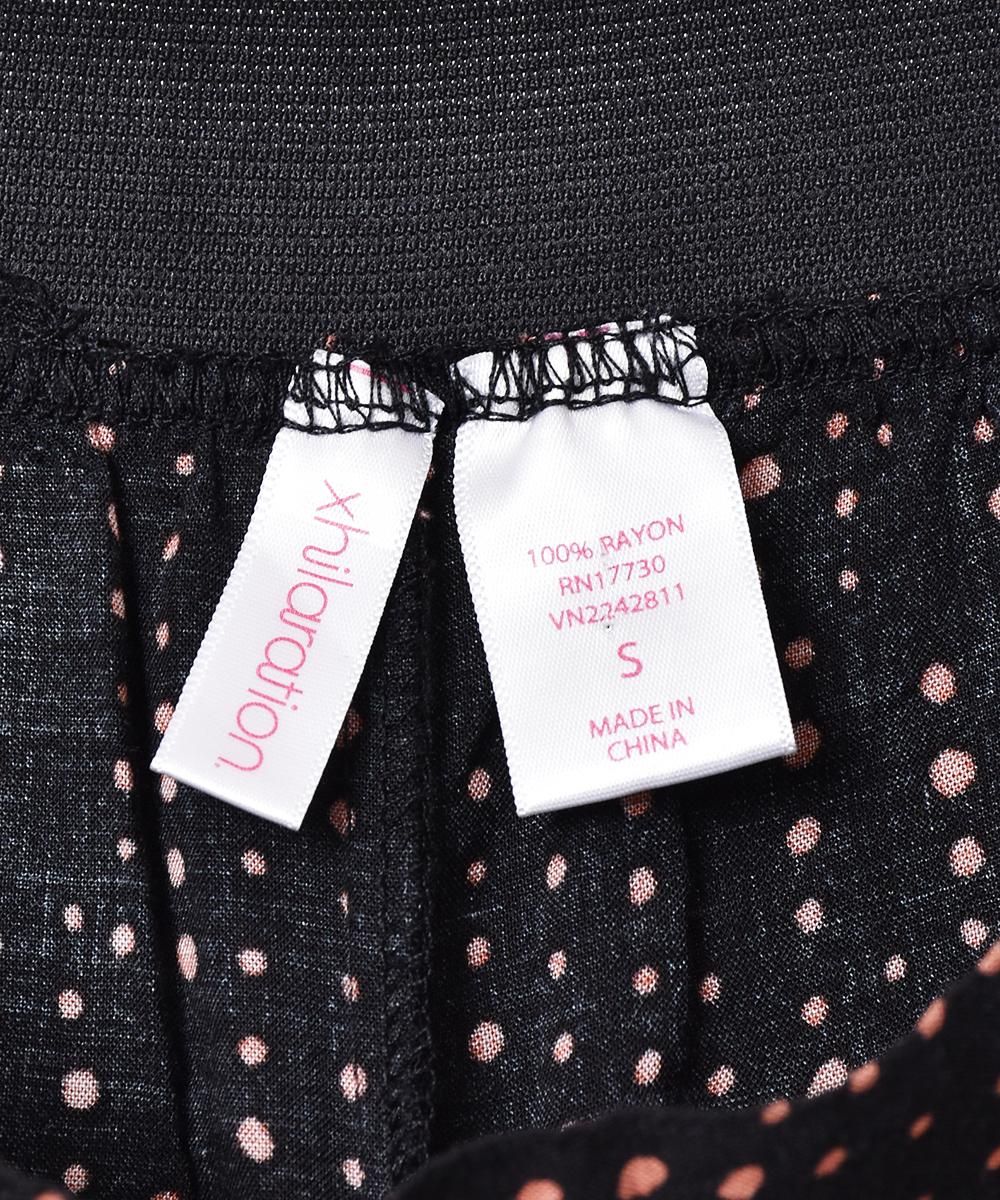 xhilaration.
100% RAYON
RN17730
VN2242811
S
MADE IN
CHINA